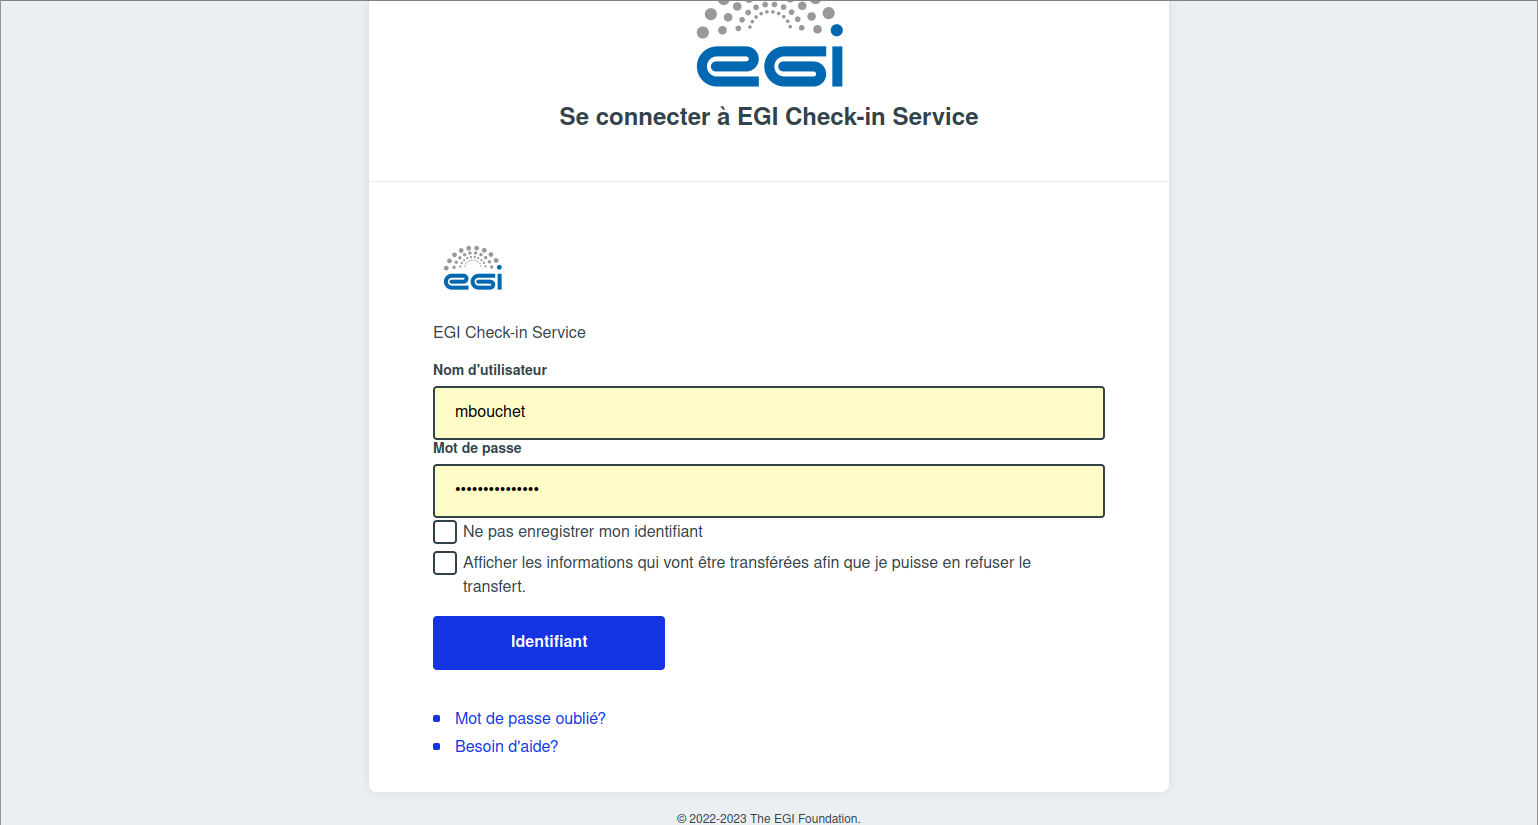 egi
Se connecter à EGI Check-in Service
egi
EGI Check-in Service
Nom d'utilisateur
mbouchet
Mot de passe
•••••••••••••••
Ne pas enregistrer mon identifiant
Afficher les informations qui vont être transférées afin que je puisse en refuser le
transfert.
Identifiant
Mot de passe oublié?
Besoin d'aide?
© 2022-2023 The EGI Foundation.